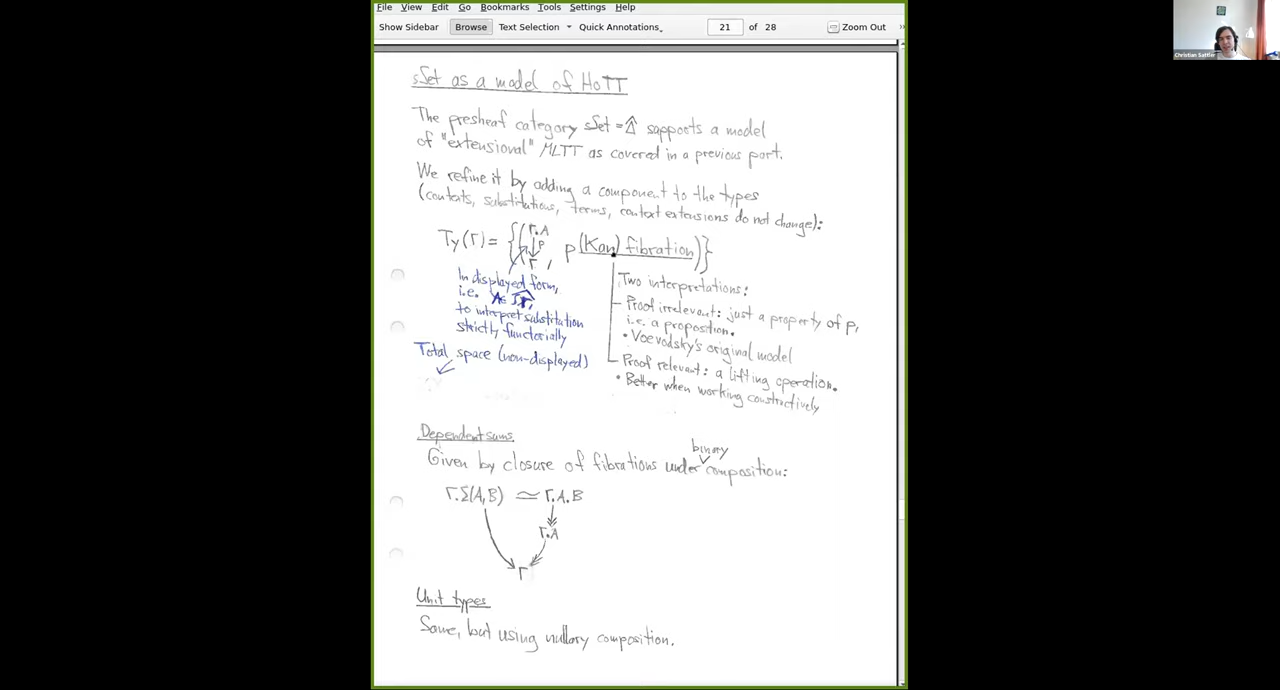 File View Edit Go Bookmarks Tools Settings Help
Show Sidebar Browse Text Selection Quick Annotations 21 of 28 Zoom Out »
Christian Sattler
sSet as a model of HoTT
The presheaf category sSet = Δ̂ supports a model
of "extensional" MLTT as covered in a previous part.
We refine it by adding a component to the types
(contexts, substitutions, terms, context extensions do not change):
Ty(Γ) = {(Γ.A ↓p Γ, p (Kan) fibration)}
In displayed form,
i.e.
to interpret substitution
strictly functorially
Total space (non-displayed)
Two interpretations:
Proof irrelevant: just a property of p,
i.e. a proposition.
• Voevodsky's original model
Proof relevant: a lifting operation.
• Better when working constructively
Dependent sums
Given by closure of fibrations under binary composition:
Γ.Σ(A,B) ≃ Γ.A.B
Γ.A
Γ
Unit types
Same, but using nullary composition.